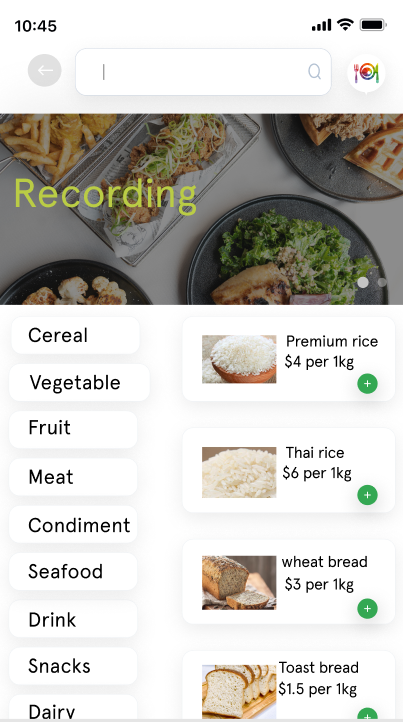 10:45
Recording
Cereal
Vegetable
Fruit
Meat
Condiment
Seafood
Drink
Snacks
Dairy
Premium rice
$4 per 1kg
Thai rice
$6 per 1kg
wheat bread
$3 per 1kg
Toast bread
$1.5 per 1kg